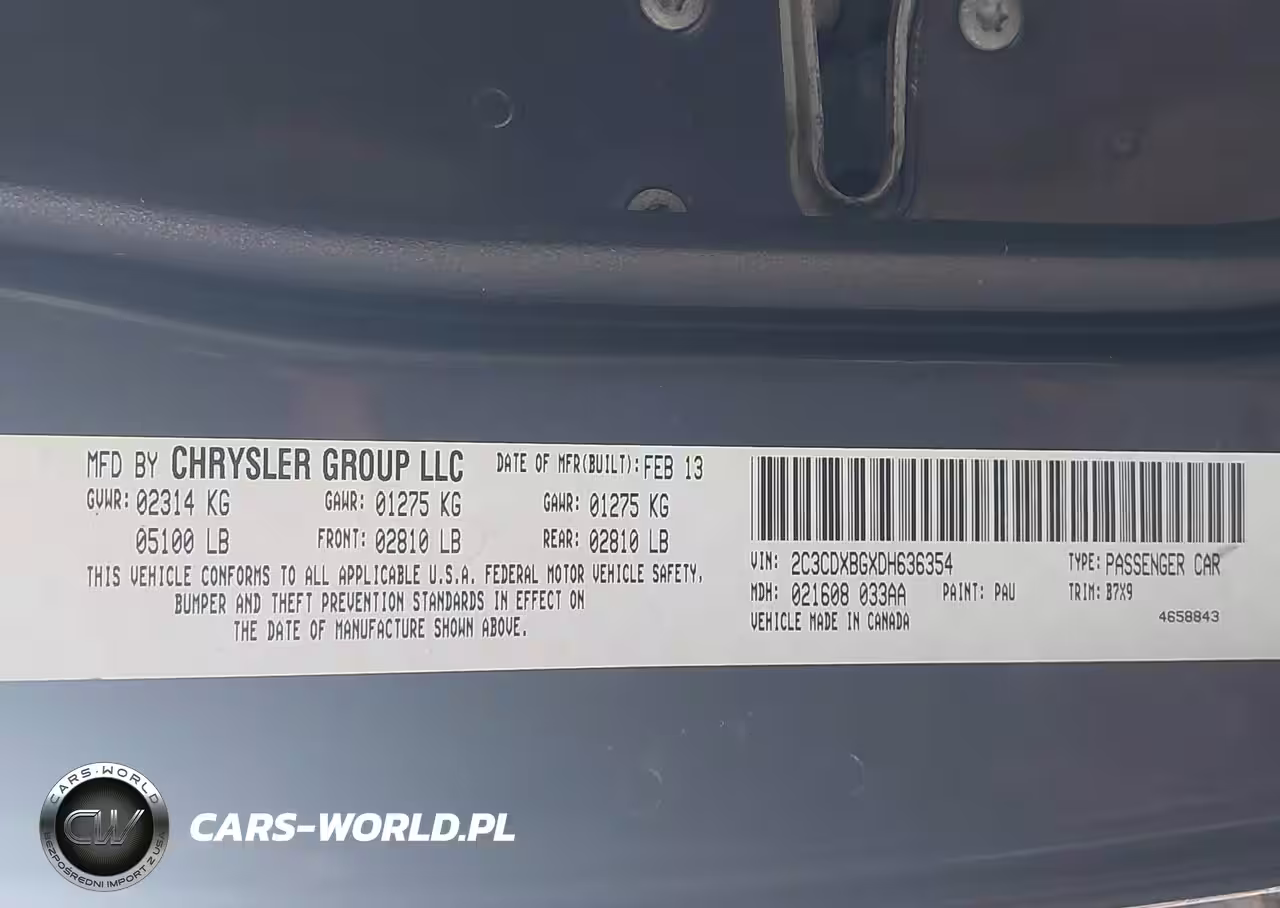 MFD BY CHRYSLER GROUP LLC DATE OF MFR(BUILT): FEB 13
GVWR: 02314 KG GAWR: 01275 KG GAWR: 01275 KG
05100 LB FRONT: 02810 LB REAR: 02810 LB
THIS VEHICLE CONFORMS TO ALL APPLICABLE U.S.A. FEDERAL MOTOR VEHICLE SAFETY,
BUMPER AND THEFT PREVENTION STANDARDS IN EFFECT ON
THE DATE OF MANUFACTURE SHOWN ABOVE.
VIN: 2C3CDXBGXDH636354 TYPE: PASSENGER CAR
MDH: 021608 033AA PAINT: PAU TRIM: B7X9
VEHICLE MADE IN CANADA 4658843
CARS-WORLD
CW
BEZPOŚREDNI IMPORT Z USA
CARS-WORLD.PL